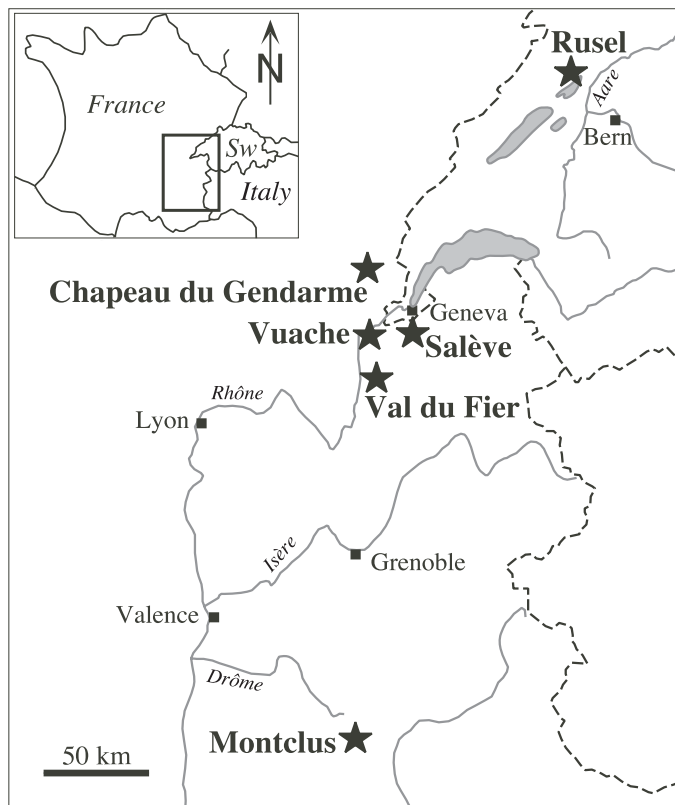 Rusel
N
France
Aare
Bern
Sw
Italy
Chapeau du Gendarme
Geneva
Vuache
Salève
Rhône
Val du Fier
Lyon
Isère
Grenoble
Valence
Drôme
Montclus
50 km